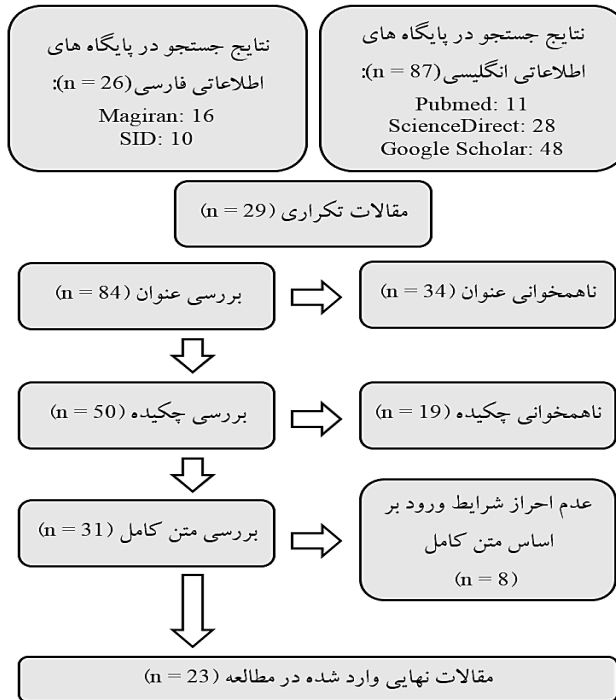 نتایج جستجو در پایگاه های
اطلاعاتی فارسی(n = 26):
Magiran: 16
SID: 10
نتایج جستجو در پایگاه های
اطلاعاتی انگلیسی(n = 87):
Pubmed: 11
ScienceDirect: 28
Google Scholar: 48
مقالات تکراری (n = 29)
بررسی عنوان (n = 84)
ناهمخوانی عنوان (n = 34)
بررسی چکیده (n = 50)
ناهمخوانی چکیده (n = 19)
بررسی متن کامل (n = 31)
عدم احراز شرایط ورود بر
اساس متن کامل
(n = 8)
مقالات نهایی وارد شده در مطالعه (n = 23)